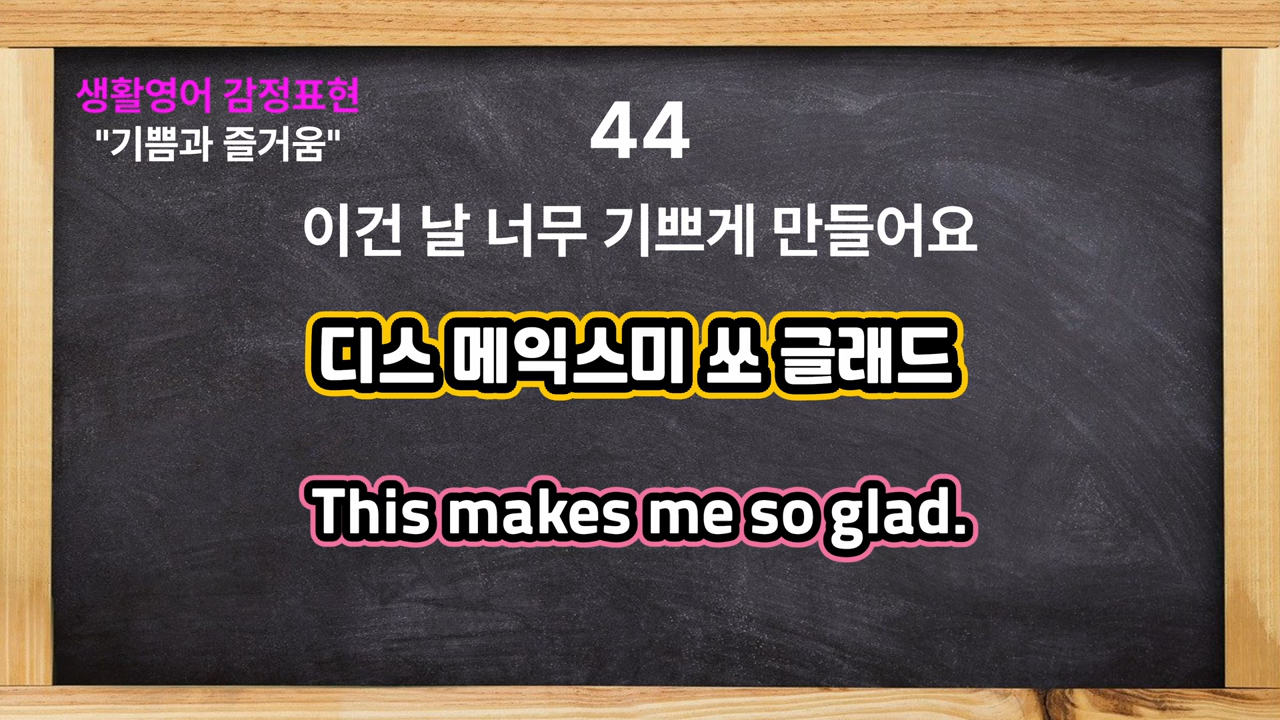 생활영어 감정표현
"기쁨과 즐거움"
44
이건 날 너무 기쁘게 만들어요
디스 메익스미 쏘 글래드
This makes me so glad.